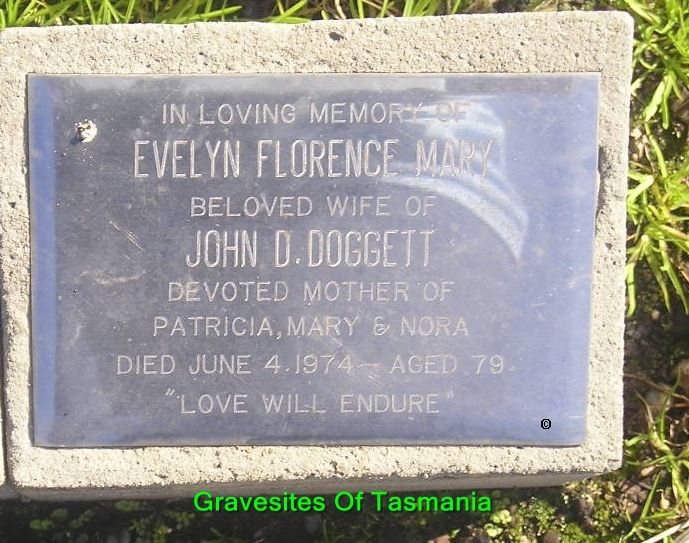 IN LOVING MEMORY OF
EVELYN FLORENCE MARY
BELOVED WIFE OF
JOHN D. DOGGETT
DEVOTED MOTHER OF
PATRICIA, MARY & NORA
DIED JUNE 4. 1974 — AGED 79.
"LOVE WILL ENDURE"
©
Gravesites Of Tasmania